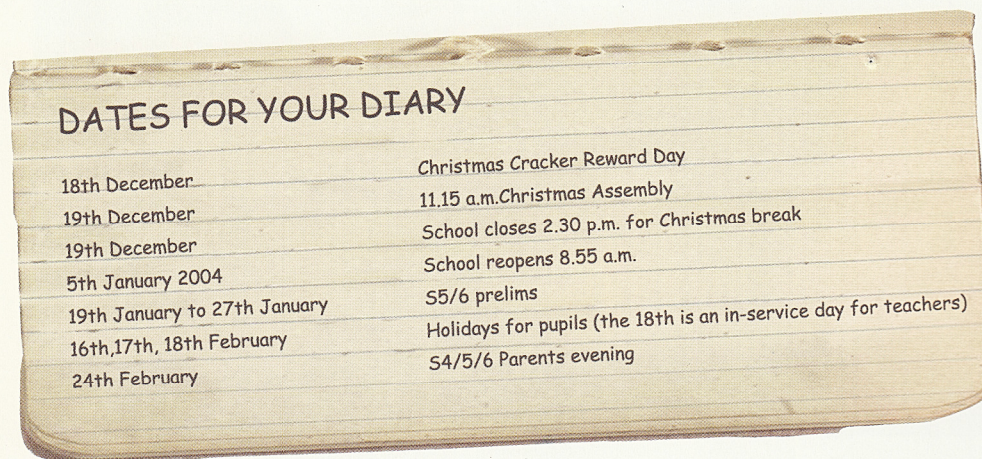 DATES FOR YOUR DIARY
18th December Christmas Cracker Reward Day
19th December 11.15 a.m.Christmas Assembly
19th December School closes 2.30 p.m. for Christmas break
5th January 2004 School reopens 8.55 a.m.
19th January to 27th January S5/6 prelims
16th,17th, 18th February Holidays for pupils (the 18th is an in-service day for teachers)
24th February S4/5/6 Parents evening